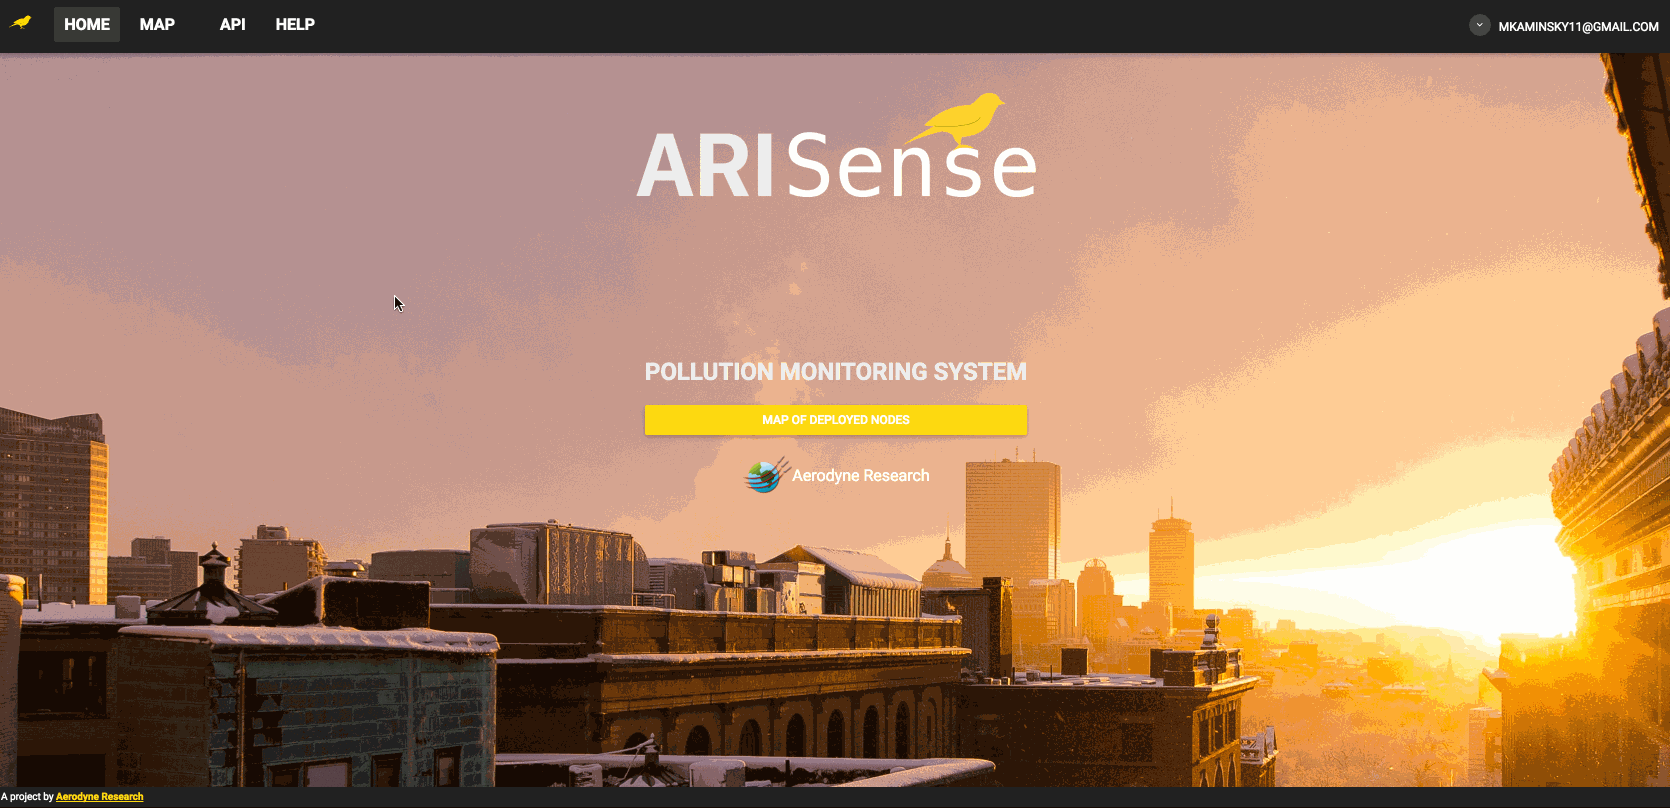 HOME MAP API HELP MKAMINSKY11@GMAIL.COM
ARISense
POLLUTION MONITORING SYSTEM
MAP OF DEPLOYED NODES
Aerodyne Research
A project by Aerodyne Research